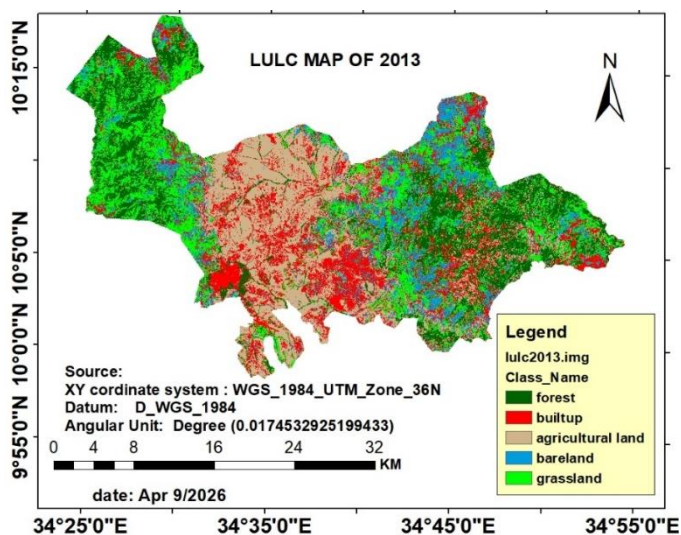 LULC MAP OF 2013
N
10°15'0"N
10°5'0"N
10°0'0"N
9°55'0"N
Legend
lulc2013.img
Class_Name
forest
builtup
agricultural land
bareland
grassland
Source:
XY cordinate system : WGS_1984_UTM_Zone_36N
Datum: D_WGS_1984
Angular Unit: Degree (0.0174532925199433)
0 2 4 8 16 24 32
KM
date: Apr 9/2026
34°25'0"E 34°35'0"E 34°45'0"E 34°55'0"E